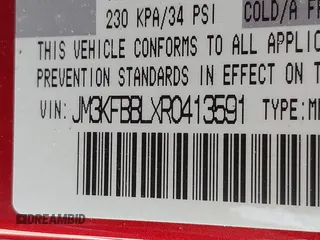 230 KPA/34 PSI
COLD/A FR
THIS VEHICLE CONFORMS TO ALL APPLIC
PREVENTION STANDARDS IN EFFECT ON T
VIN: JM3KFBBLXR0413591 TYPE:M
DREAMBID